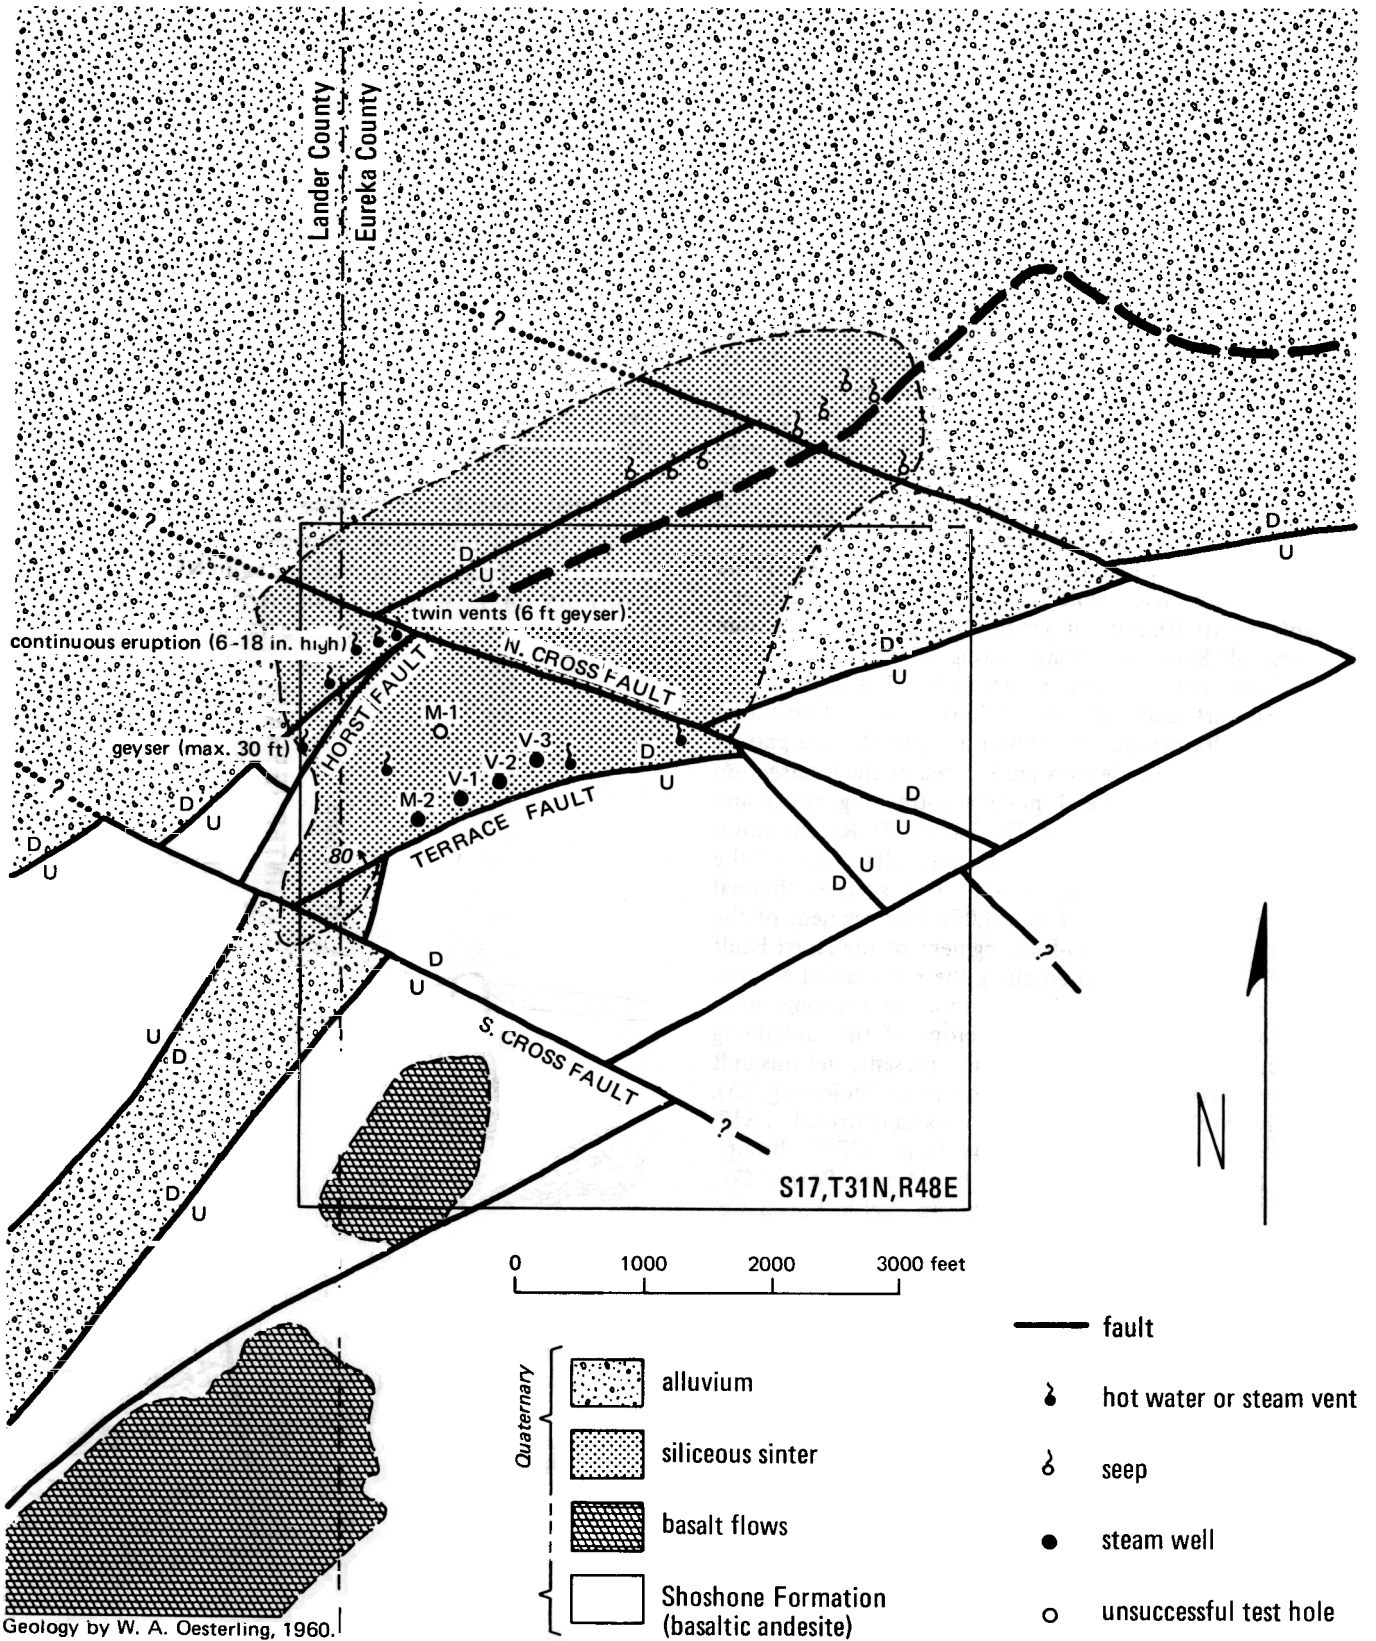 Lander County
Eureka County
?
?
D
U
D
U
twin vents (6 ft geyser)
continuous eruption (6-18 in. high)
N. CROSS FAULT
HORST FAULT
D
U
M-1
geyser (max. 30 ft)
V-3
V-2
V-1
M-2
D
U
?
TERRACE FAULT
D
U
D
U
D
U
80
U
D
D
U
?
S. CROSS FAULT
U
D
?
D
U
S17,T31N,R48E
N
0 1000 2000 3000 feet
Quaternary
alluvium
siliceous sinter
basalt flows
Shoshone Formation
(basaltic andesite)
fault
hot water or steam vent
seep
steam well
unsuccessful test hole
Geology by W. A. Oesterling, 1960.